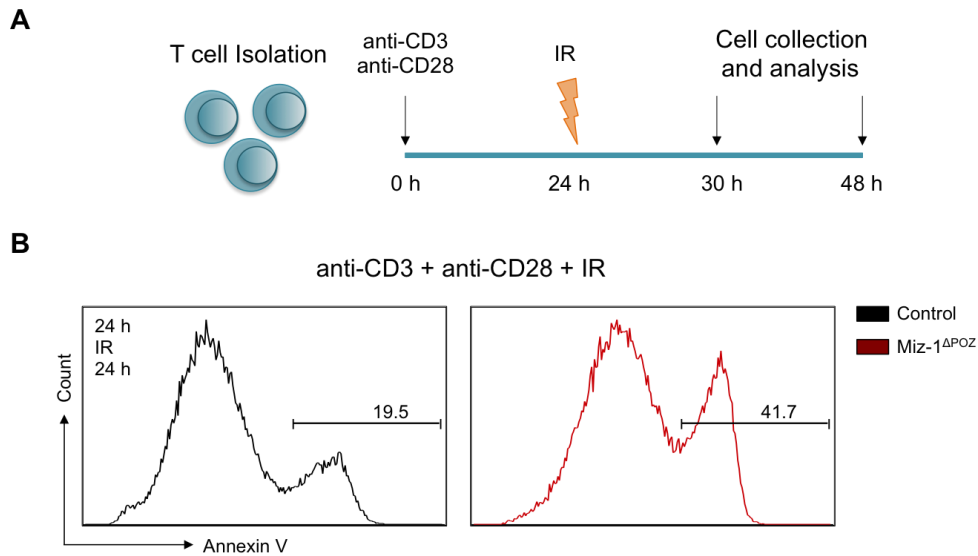 A
T cell Isolation
anti-CD3
anti-CD28
IR
Cell collection
and analysis
0 h
24 h
30 h
48 h
B
anti-CD3 + anti-CD28 + IR
24 h
IR
24 h
19.5
41.7
Control
Miz-1ΔPOZ
Count
Annexin V